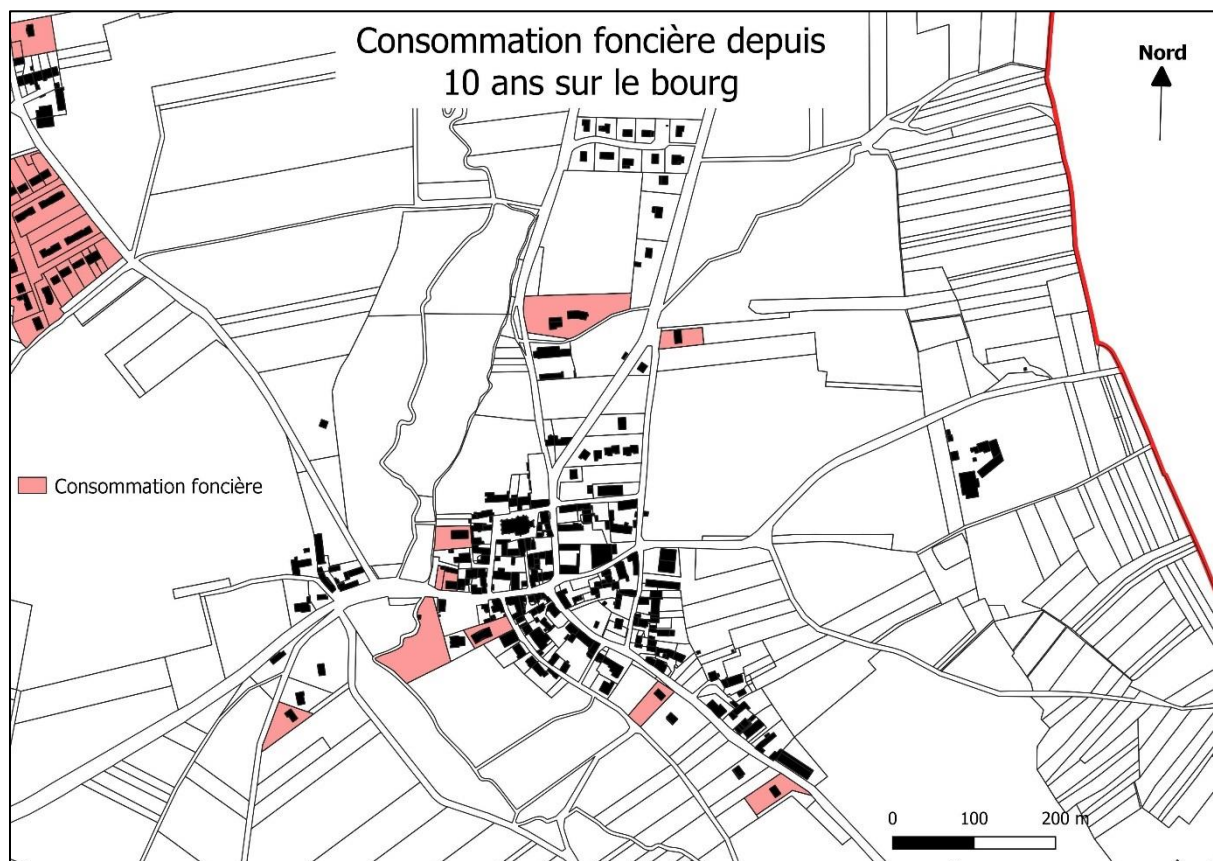 Consommation foncière depuis
10 ans sur le bourg
Nord
Consommation foncière
0 100 200 m